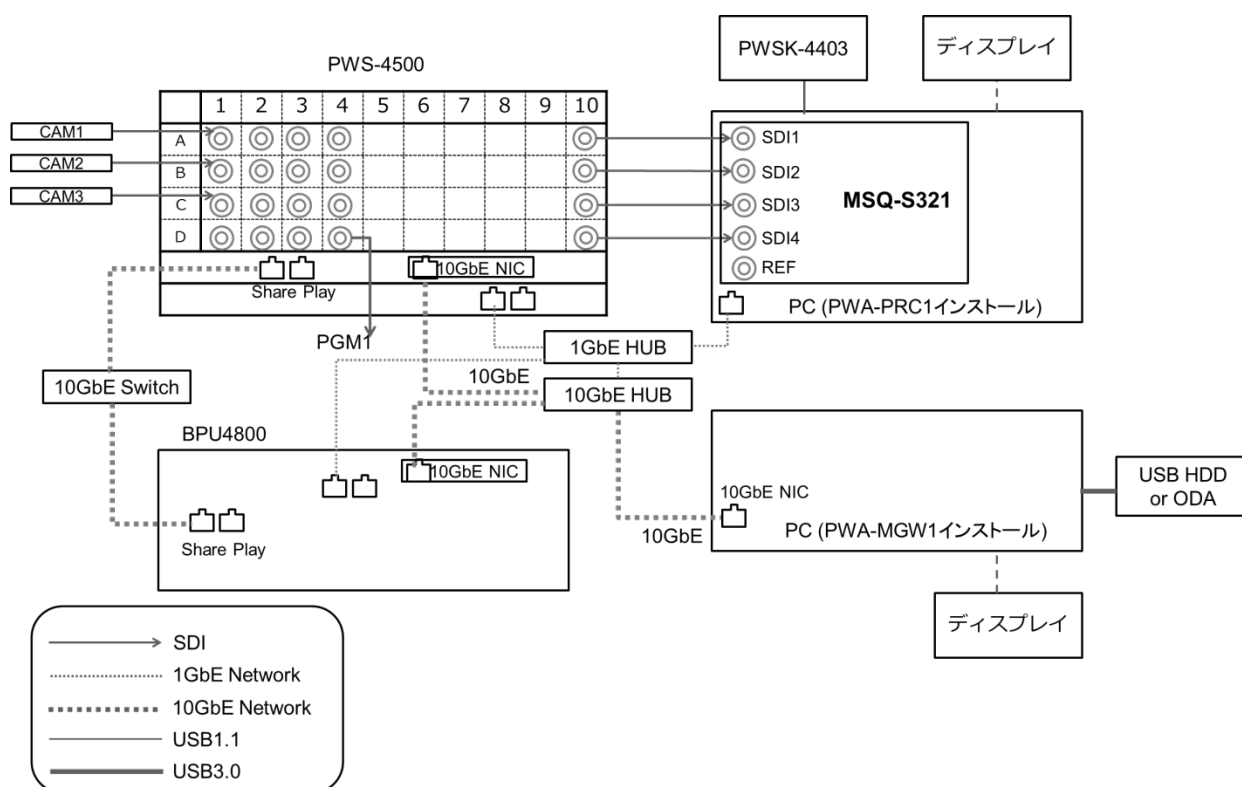 PWS-4500
PWSK-4403
ディスプレイ
1 2 3 4 5 6 7 8 9 10
CAM1
A
SDI1
CAM2
B
SDI2
MSQ-S321
CAM3
C
SDI3
D
SDI4
REF
10GbE NIC
Share Play
PC (PWA-PRC1インストール)
PGM1
1GbE HUB
10GbE
10GbE Switch
10GbE HUB
BPU4800
10GbE NIC
10GbE NIC
USB HDD
or ODA
Share Play
10GbE
PC (PWA-MGW1インストール)
ディスプレイ
SDI
1GbE Network
10GbE Network
USB1.1
USB3.0